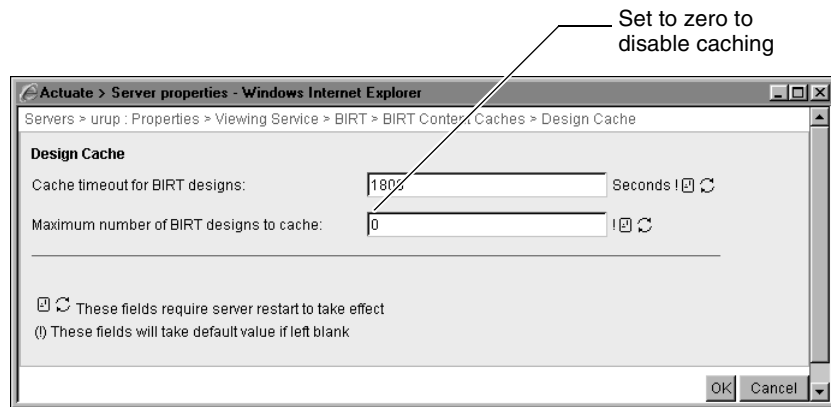 Set to zero to
disable caching
Actuate > Server properties - Windows Internet Explorer
Servers > urup : Properties > Viewing Service > BIRT > BIRT Content Caches > Design Cache
Design Cache
Cache timeout for BIRT designs: 1800 Seconds !
Maximum number of BIRT designs to cache: 0 !
These fields require server restart to take effect
(!) These fields will take default value if left blank
OK Cancel